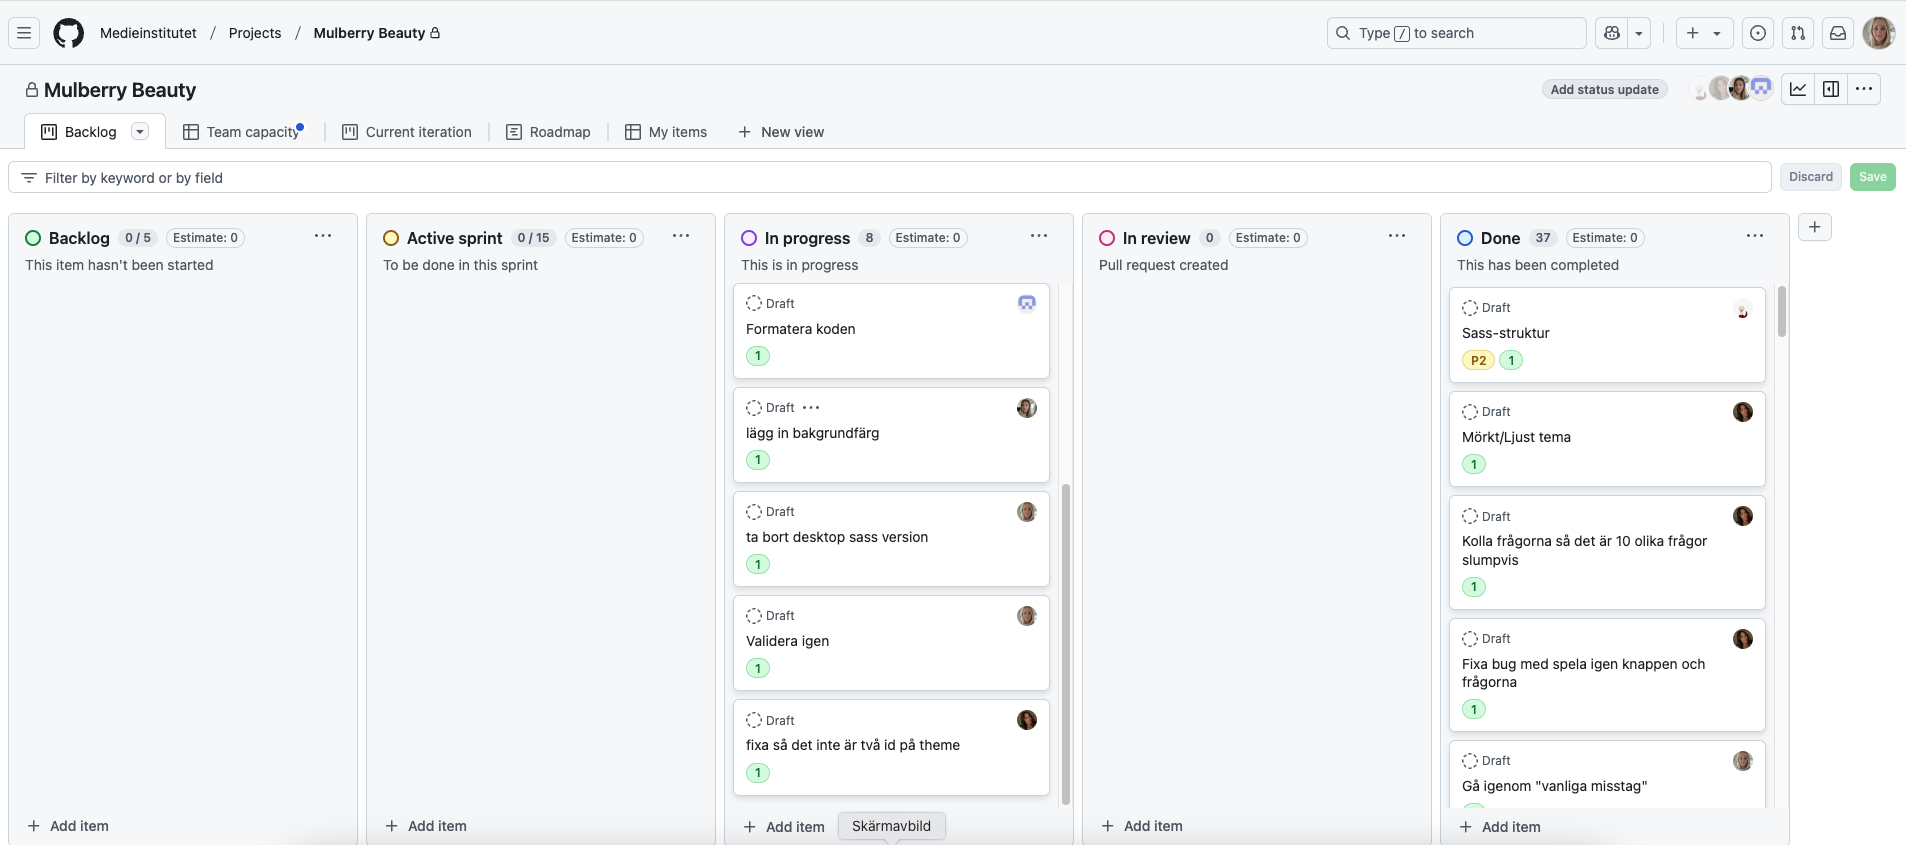 Medieinstitutet / Projects / Mulberry Beauty
Type / to search
Mulberry Beauty
Add status update
Backlog
Team capacity
Current iteration
Roadmap
My items
New view
Filter by keyword or by field
Discard
Save
Backlog 0 / 5 Estimate: 0
This item hasn't been started
Add item
Active sprint 0 / 15 Estimate: 0
To be done in this sprint
Add item
In progress 8 Estimate: 0
This is in progress
Draft
Formatera koden
1
Draft
lägg in bakgrundfärg
1
Draft
ta bort desktop sass version
1
Draft
Validera igen
1
Draft
fixa så det inte är två id på theme
1
Add item
Skärmavbild
In review 0 Estimate: 0
Pull request created
Add item
Done 37 Estimate: 0
This has been completed
Draft
Sass-struktur
P2 1
Draft
Mörkt/Ljust tema
1
Draft
Kolla frågorna så det är 10 olika frågor
slumpvis
1
Draft
Fixa bug med spela igen knappen och
frågorna
1
Draft
Gå igenom "vanliga misstag"
Add item